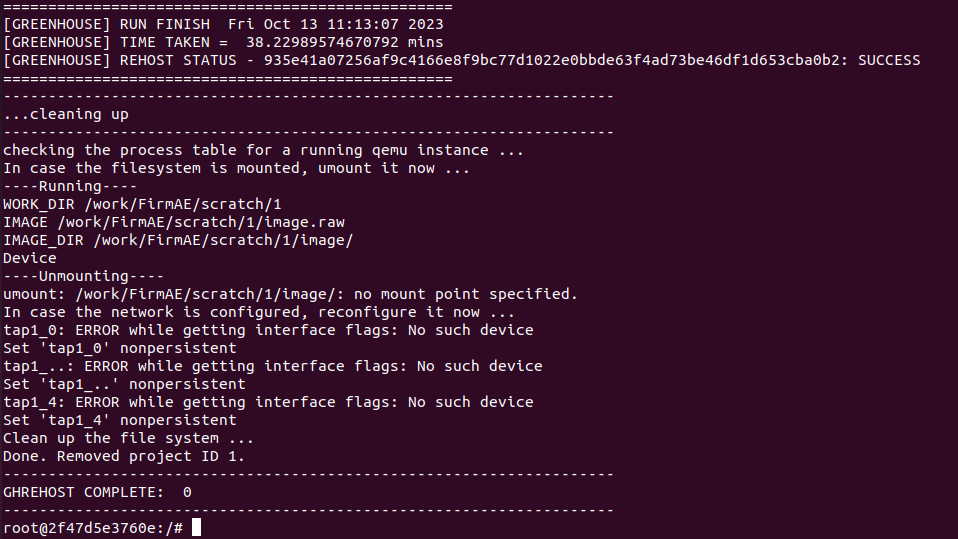 ==================================================
[GREENHOUSE] RUN FINISH  Fri Oct 13 11:13:07 2023
[GREENHOUSE] TIME TAKEN =  38.22989574670792 mins
[GREENHOUSE] REHOST STATUS - 935e41a07256af9c4166e8f9bc77d1022e0bbde63f4ad73be46df1d653cba0b2: SUCCESS
==================================================
--------------------------------------------------------------------
...cleaning up
--------------------------------------------------------------------
checking the process table for a running qemu instance ...
In case the filesystem is mounted, umount it now ...
----Running----
WORK_DIR /work/FirmAE/scratch/1
IMAGE /work/FirmAE/scratch/1/image.raw
IMAGE_DIR /work/FirmAE/scratch/1/image/
Device
----Unmounting----
umount: /work/FirmAE/scratch/1/image/: no mount point specified.
In case the network is configured, reconfigure it now ...
tap1_0: ERROR while getting interface flags: No such device
Set 'tap1_0' nonpersistent
tap1_..: ERROR while getting interface flags: No such device
Set 'tap1_..' nonpersistent
tap1_4: ERROR while getting interface flags: No such device
Set 'tap1_4' nonpersistent
Clean up the file system ...
Done. Removed project ID 1.
--------------------------------------------------------------------
GHREHOST COMPLETE:  0
--------------------------------------------------------------------
root@2f47d5e3760e:/#